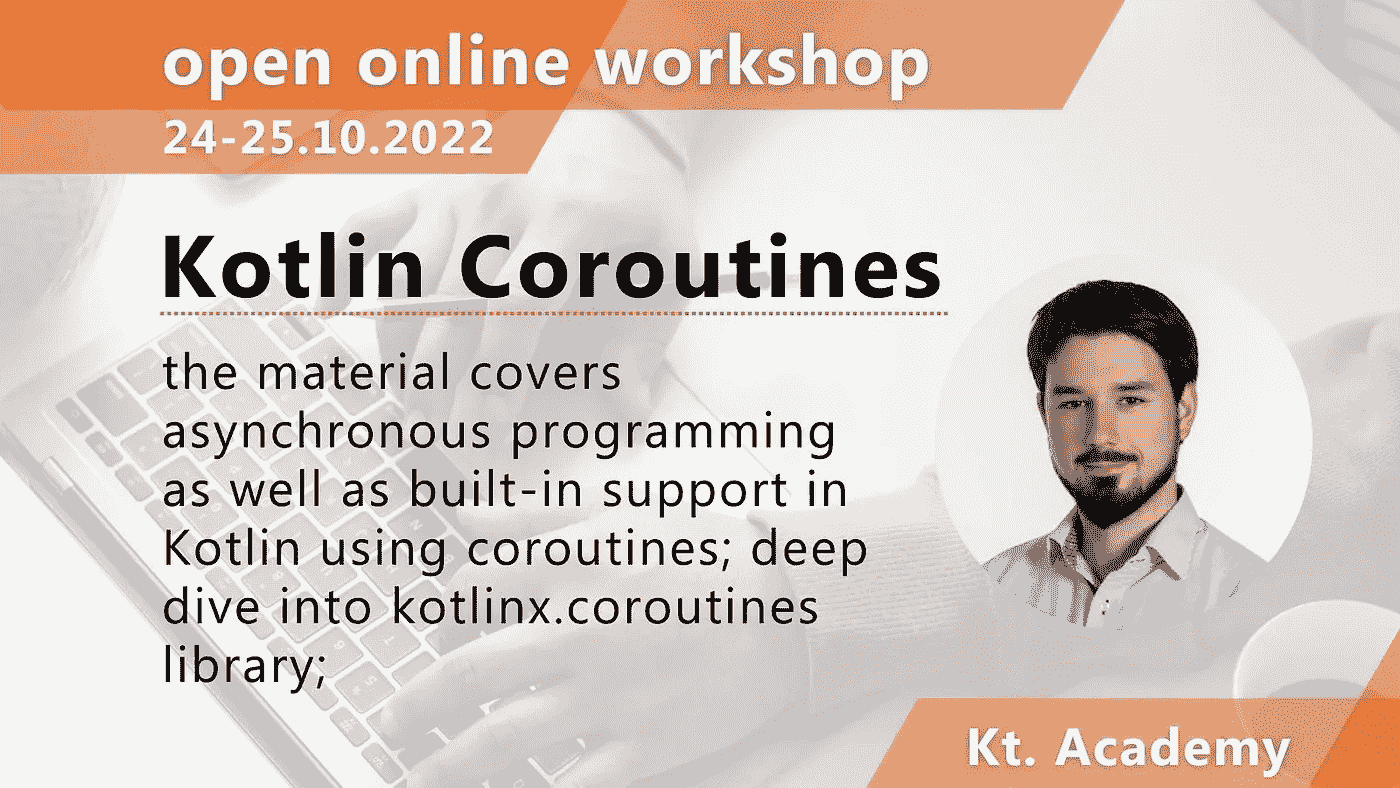 open online workshop
24-25.10.2022
Kotlin Coroutines
the material covers
asynchronous programming
as well as built-in support in
Kotlin using coroutines; deep
dive into kotlinx.coroutines
library;
Kt. Academy